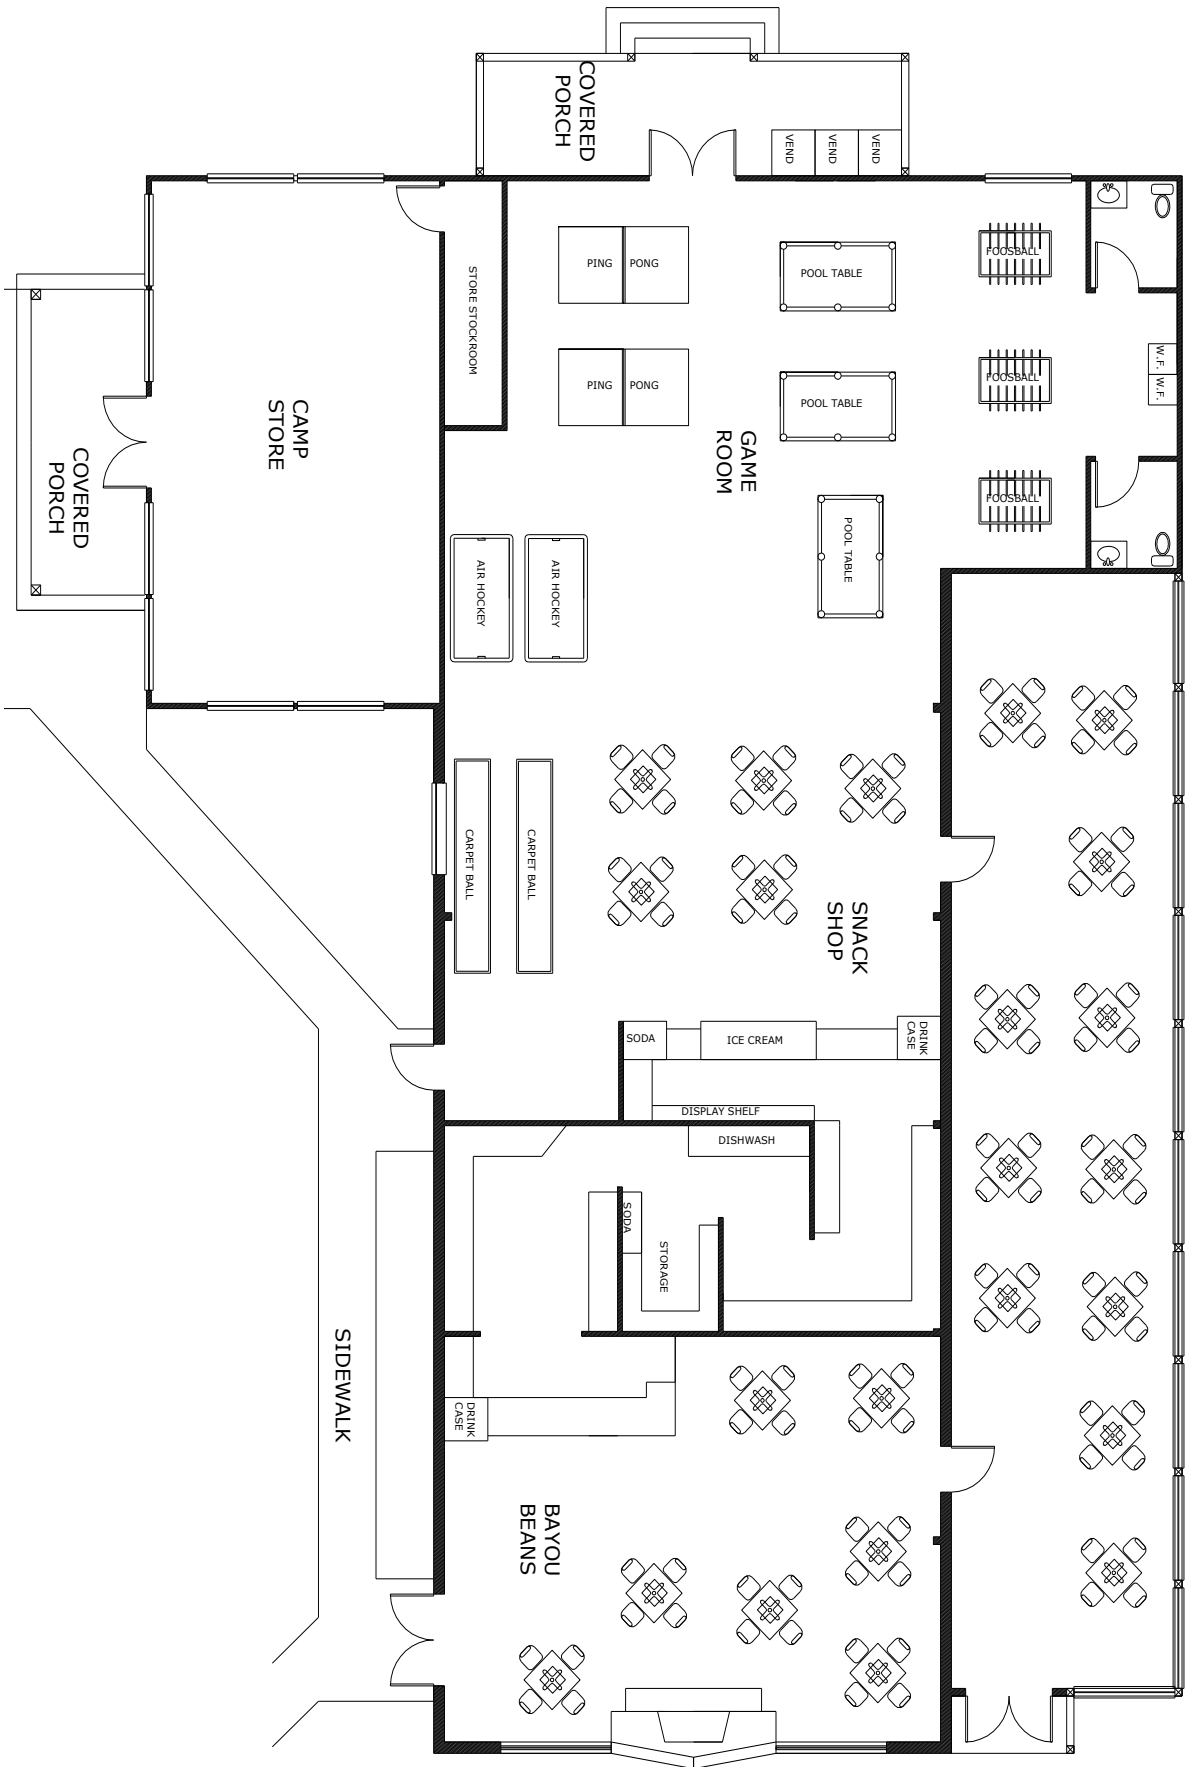 COVERED
PORCH
VEND
VEND
VEND
STORE STOCKROOM
PING
PONG
POOL TABLE
FOOSBALL
W.F.
W.F.
PING
PONG
POOL TABLE
FOOSBALL
CAMP
STORE
GAME
ROOM
COVERED
PORCH
FOOSBALL
POOL TABLE
AIR HOCKEY
AIR HOCKEY
CARPET BALL
CARPET BALL
SNACK
SHOP
SODA
ICE CREAM
DRINK
CASE
DISPLAY SHELF
DISHWASH
SODA
STORAGE
SIDEWALK
DRINK
CASE
BAYOU
BEANS